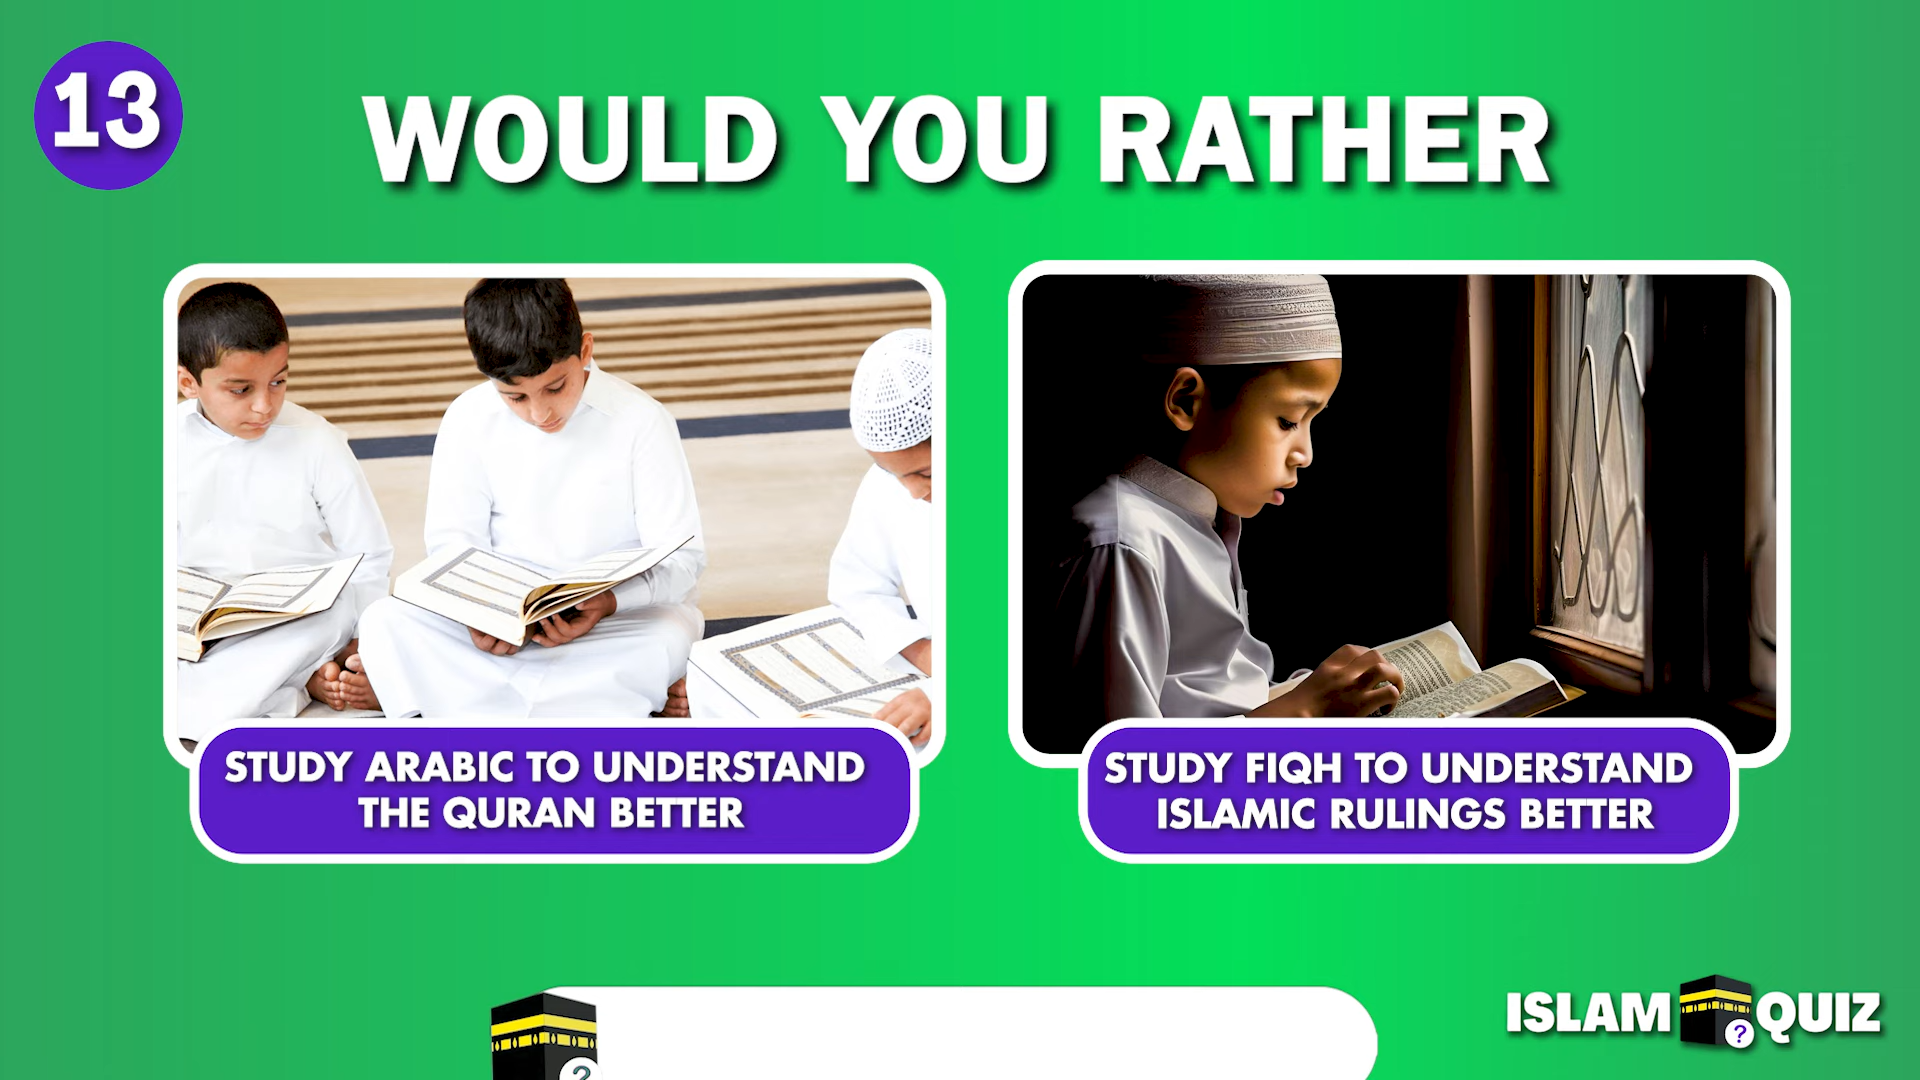 13
WOULD YOU RATHER
STUDY ARABIC TO UNDERSTAND
THE QURAN BETTER
STUDY FIQH TO UNDERSTAND
ISLAMIC RULINGS BETTER
?
ISLAM ? QUIZ